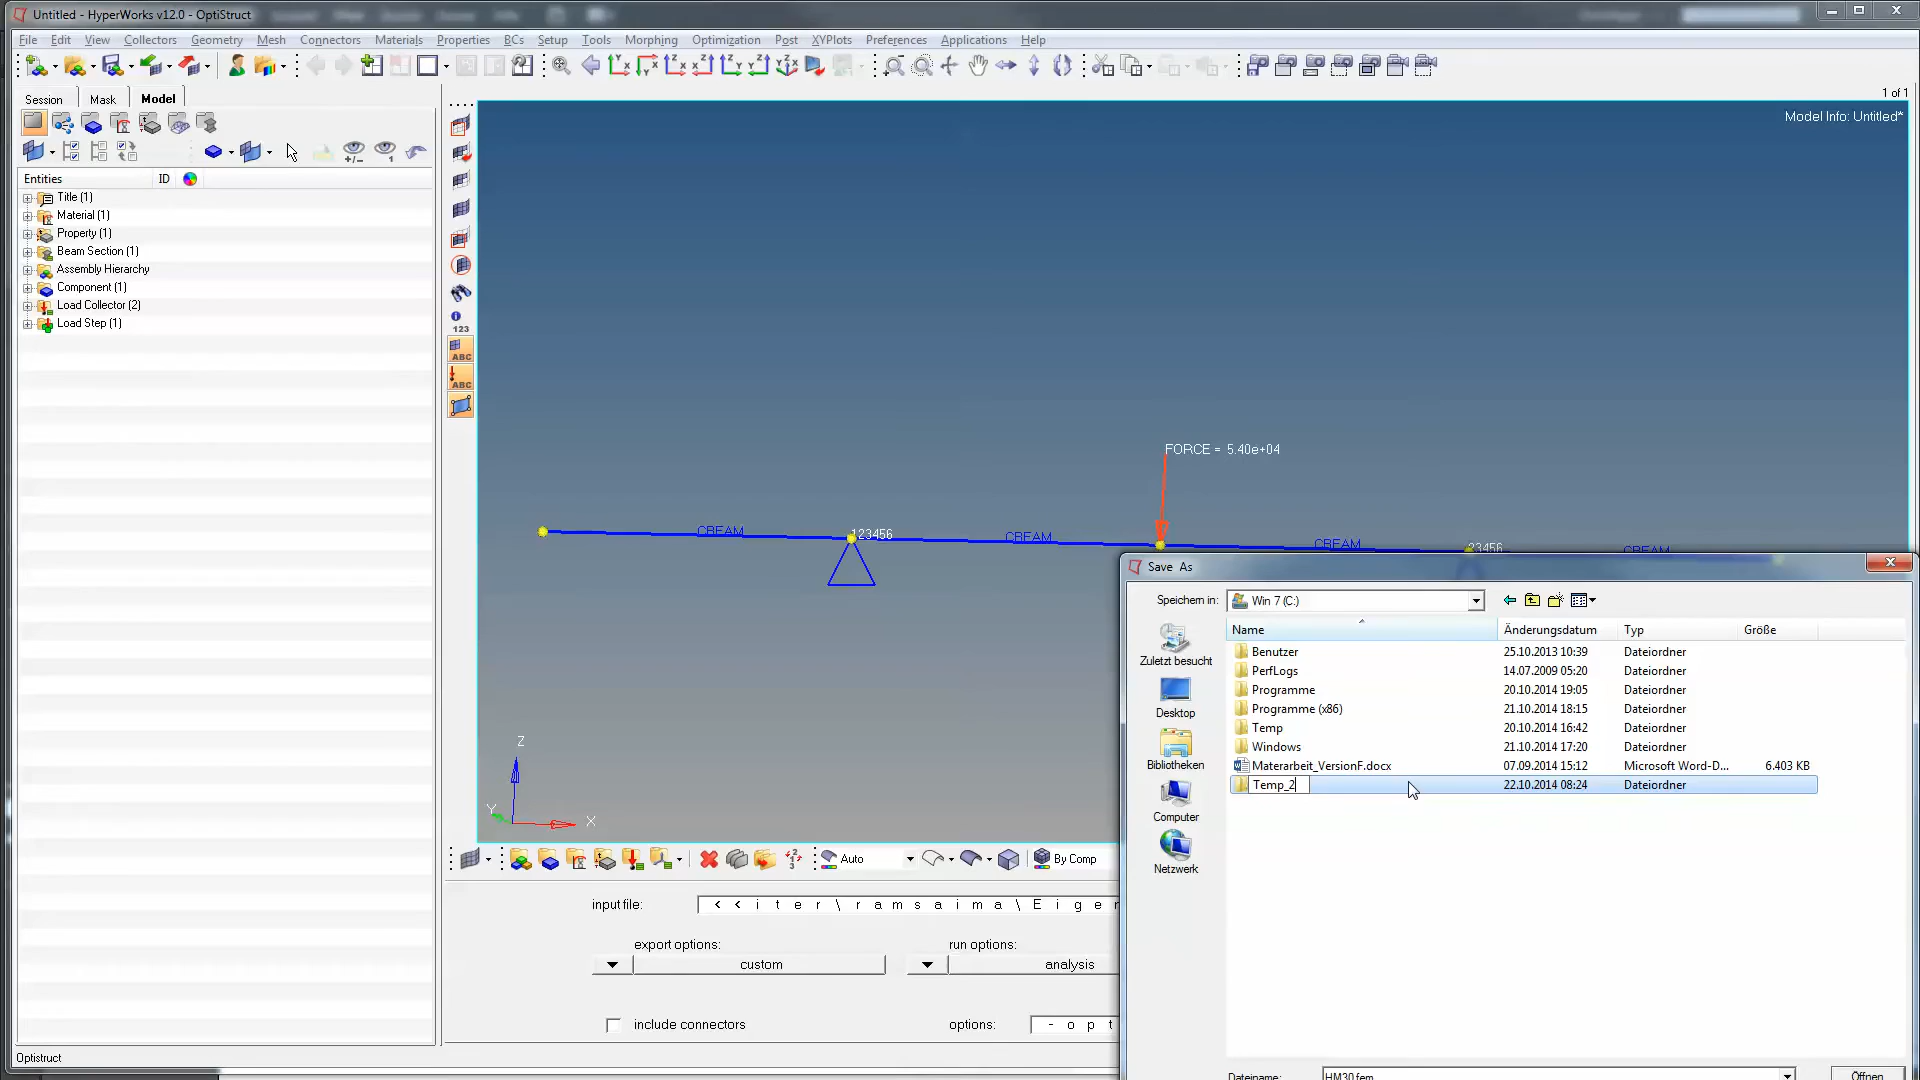 Untitled - HyperWorks v12.0 - OptiStruct
File Edit View Collectors Geometry Mesh Connectors Materials Properties BCs Setup Tools Morphing Optimization Post XYPlots Preferences Applications Help
1 of 1
Session Mask Model
Model Info: Untitled*
Entities ID
Title (1)
Material (1)
Property (1)
Beam Section (1)
Assembly Hierarchy
Component (1)
Load Collector (2)
Load Step (1)
123
ABC
ABC
FORCE = 5.40e+04
CBEAM
123456
CBEAM
CBEAM
23456
CBEAM
Z
Y
X
Save As
Speichern in: Win 7 (C:)
Name Änderungsdatum Typ Größe
Benutzer 25.10.2013 10:39 Dateiordner
PerfLogs 14.07.2009 05:20 Dateiordner
Programme 20.10.2014 19:05 Dateiordner
Programme (x86) 21.10.2014 18:15 Dateiordner
Temp 20.10.2014 16:42 Dateiordner
Windows 21.10.2014 17:20 Dateiordner
Materarbeit_VersionF.docx 07.09.2014 15:12 Microsoft Word-D... 6.403 KB
Temp_2 22.10.2014 08:24 Dateiordner
Zuletzt besucht
Desktop
Bibliotheken
Computer
Netzwerk
Dateiname: HM30.fem Öffnen
Auto By Comp
input file: < < i t e r \ r a m s a i m a \ E i g e
export options: run options:
custom analysis
include connectors options: - o p t
Optistruct